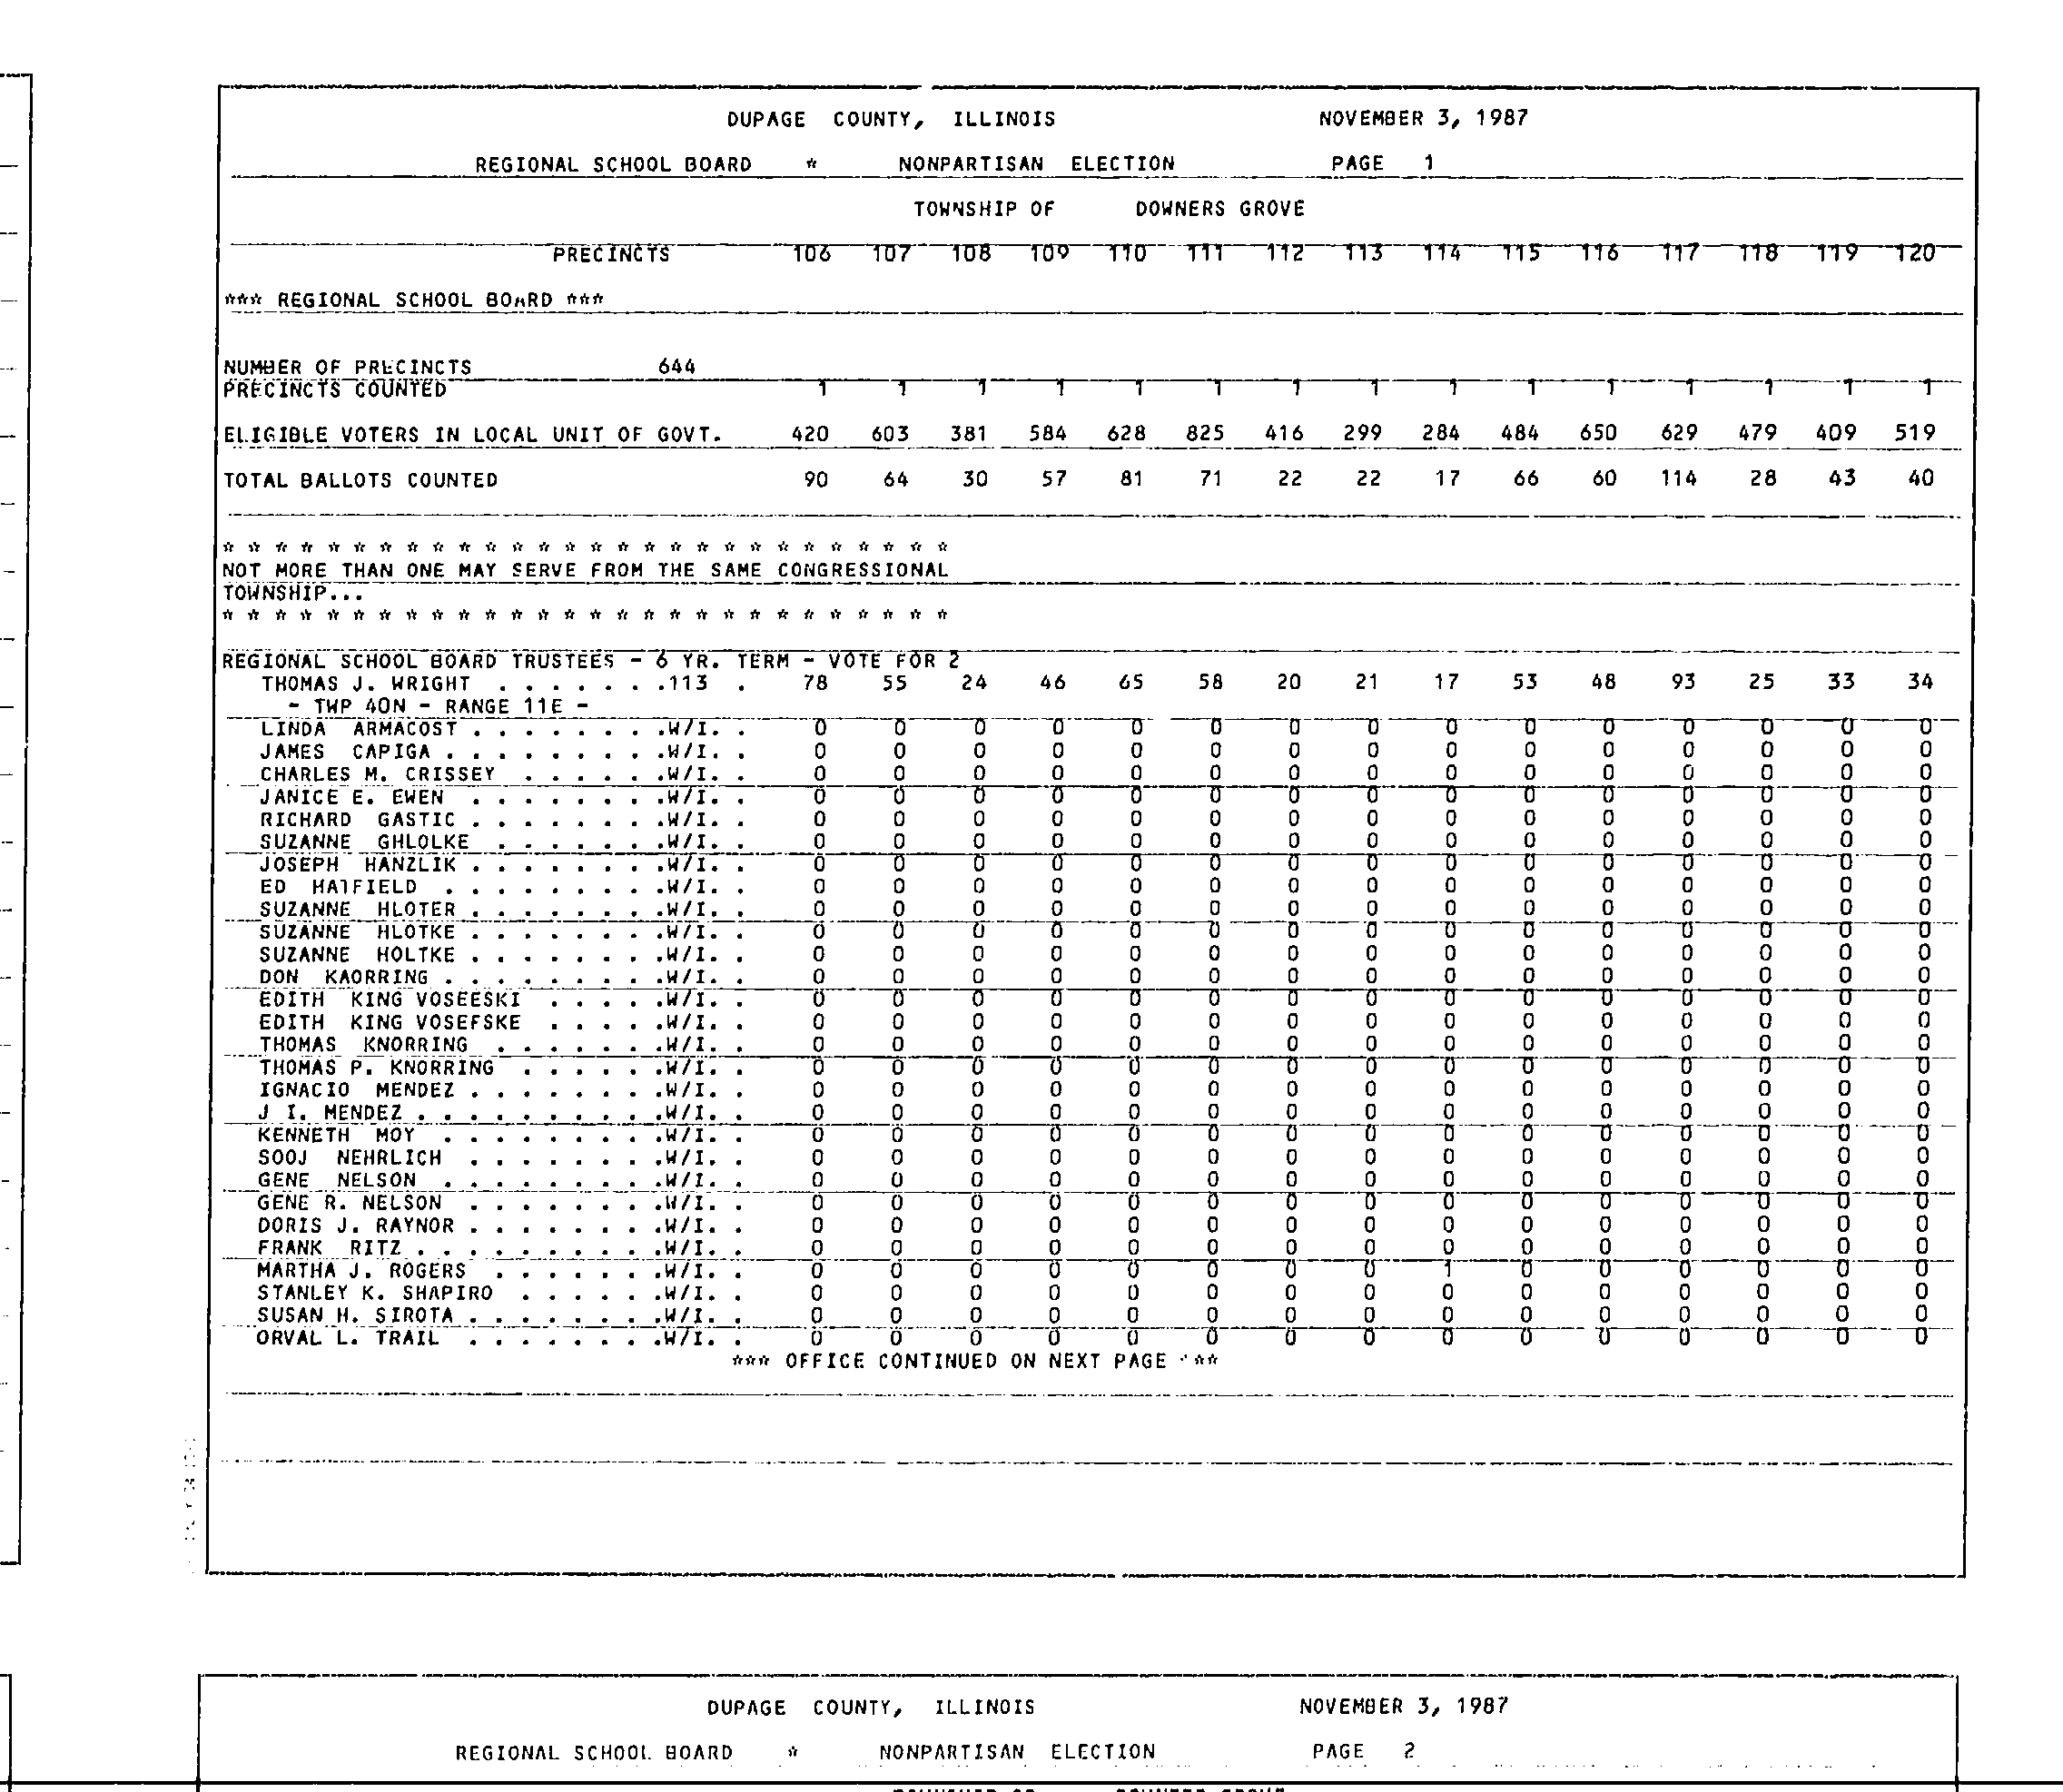 DUPAGE COUNTY, ILLINOIS NOVEMBER 3, 1987
REGIONAL SCHOOL BOARD * NONPARTISAN ELECTION PAGE 1
TOWNSHIP OF DOWNERS GROVE
PRECINCTS 106 107 108 109 110 111 112 113 114 115 116 117 118 119 120
*** REGIONAL SCHOOL BOARD ***
NUMBER OF PRECINCTS 644
PRECINCTS COUNTED 1 1 1 1 1 1 1 1 1 1 1 1 1 1 1
ELIGIBLE VOTERS IN LOCAL UNIT OF GOVT. 420 603 381 584 628 825 416 299 284 484 650 629 479 409 519
TOTAL BALLOTS COUNTED 90 64 30 57 81 71 22 22 17 66 60 114 28 43 40
* * * * * * * * * * * * * * * * * * * * * * * * * * * *
NOT MORE THAN ONE MAY SERVE FROM THE SAME CONGRESSIONAL
TOWNSHIP...
* * * * * * * * * * * * * * * * * * * * * * * * * * * *
REGIONAL SCHOOL BOARD TRUSTEES - 6 YR. TERM - VOTE FOR 2
THOMAS J. WRIGHT . . . . . . .113 . 78 55 24 46 65 58 20 21 17 53 48 93 25 33 34
- TWP 40N - RANGE 11E -
LINDA ARMACOST . . . . . . . .W/I. . 0 0 0 0 0 0 0 0 0 0 0 0 0 0 0
JAMES CAPIGA . . . . . . . . .W/I. . 0 0 0 0 0 0 0 0 0 0 0 0 0 0 0
CHARLES M. CRISSEY . . . . . .W/I. . 0 0 0 0 0 0 0 0 0 0 0 0 0 0 0
JANICE E. EWEN . . . . . . . .W/I. . 0 0 0 0 0 0 0 0 0 0 0 0 0 0 0
RICHARD GASTIC . . . . . . . .W/I. . 0 0 0 0 0 0 0 0 0 0 0 0 0 0 0
SUZANNE GHLOLKE . . . . . . .W/I. . 0 0 0 0 0 0 0 0 0 0 0 0 0 0 0
JOSEPH HANZLIK . . . . . . . .W/I. . 0 0 0 0 0 0 0 0 0 0 0 0 0 0 0
ED HATFIELD . . . . . . . . .W/I. . 0 0 0 0 0 0 0 0 0 0 0 0 0 0 0
SUZANNE HLOTER . . . . . . . .W/I. . 0 0 0 0 0 0 0 0 0 0 0 0 0 0 0
SUZANNE HLOTKE . . . . . . . .W/I. . 0 0 0 0 0 0 0 0 0 0 0 0 0 0 0
SUZANNE HOLTKE . . . . . . . .W/I. . 0 0 0 0 0 0 0 0 0 0 0 0 0 0 0
DON KAORRING . . . . . . . . .W/I. . 0 0 0 0 0 0 0 0 0 0 0 0 0 0 0
EDITH KING VOSEESKI . . . . .W/I. . 0 0 0 0 0 0 0 0 0 0 0 0 0 0 0
EDITH KING VOSEFSKE . . . . .W/I. . 0 0 0 0 0 0 0 0 0 0 0 0 0 0 0
THOMAS KNORRING . . . . . . .W/I. . 0 0 0 0 0 0 0 0 0 0 0 0 0 0 0
THOMAS P. KNORRING . . . . . .W/I. . 0 0 0 0 0 0 0 0 0 0 0 0 0 0 0
IGNACIO MENDEZ . . . . . . . .W/I. . 0 0 0 0 0 0 0 0 0 0 0 0 0 0 0
J I. MENDEZ . . . . . . . . . .W/I. . 0 0 0 0 0 0 0 0 0 0 0 0 0 0 0
KENNETH MOY . . . . . . . . .W/I. . 0 0 0 0 0 0 0 0 0 0 0 0 0 0 0
SOOJ NEHRLICH . . . . . . . .W/I. . 0 0 0 0 0 0 0 0 0 0 0 0 0 0 0
GENE NELSON . . . . . . . . .W/I. . 0 0 0 0 0 0 0 0 0 0 0 0 0 0 0
GENE R. NELSON . . . . . . . .W/I. . 0 0 0 0 0 0 0 0 0 0 0 0 0 0 0
DORIS J. RAYNOR . . . . . . . .W/I. . 0 0 0 0 0 0 0 0 0 0 0 0 0 0 0
FRANK RITZ . . . . . . . . . .W/I. . 0 0 0 0 0 0 0 0 0 0 0 0 0 0 0
MARTHA J. ROGERS . . . . . . .W/I. . 0 0 0 0 0 0 0 0 1 0 0 0 0 0 0
STANLEY K. SHAPIRO . . . . . .W/I. . 0 0 0 0 0 0 0 0 0 0 0 0 0 0 0
SUSAN H. SIROTA . . . . . . . .W/I. . 0 0 0 0 0 0 0 0 0 0 0 0 0 0 0
ORVAL L. TRAIL . . . . . . . .W/I. . 0 0 0 0 0 0 0 0 0 0 0 0 0 0 0
*** OFFICE CONTINUED ON NEXT PAGE ***
DUPAGE COUNTY, ILLINOIS NOVEMBER 3, 1987
REGIONAL SCHOOL BOARD * NONPARTISAN ELECTION PAGE 2